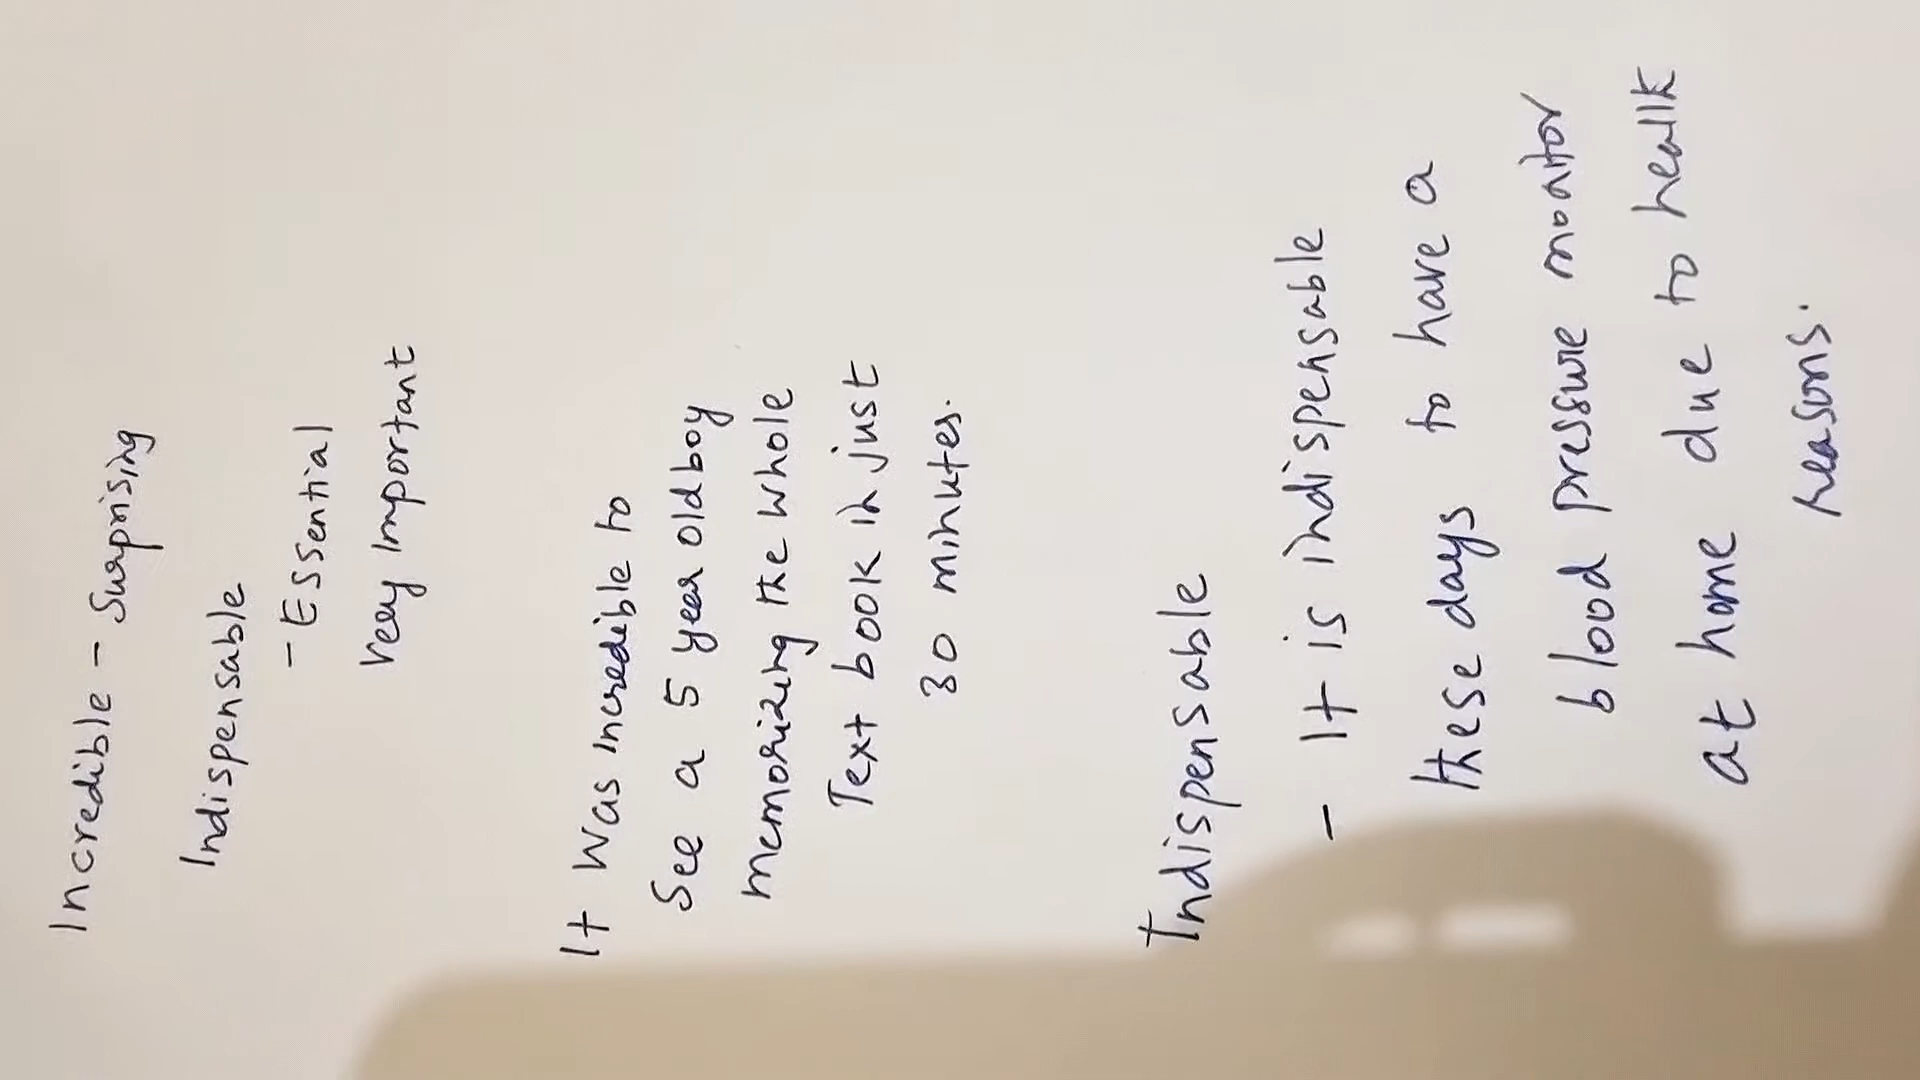 Incredible - Surprising
Indispensable
- Essential
very important
It was incredible to
See a 5 year old boy
memorizing the whole
Text book in just
30 minutes.
Indispensable
- It is indispensable
these days to have a
blood pressure monitor
at home due to health
reasons.